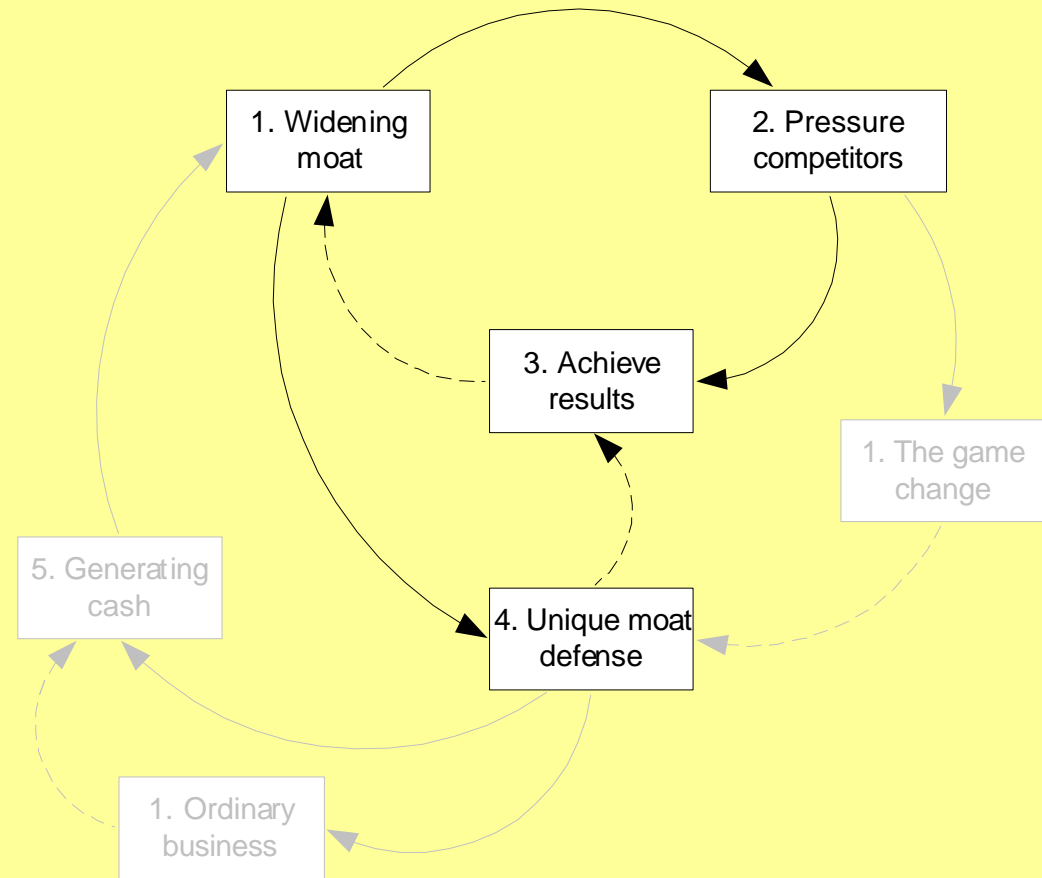 1. Widening
moat
2. Pressure
competitors
3. Achieve
results
1. The game
change
5. Generating
cash
4. Unique moat
defense
1. Ordinary
business